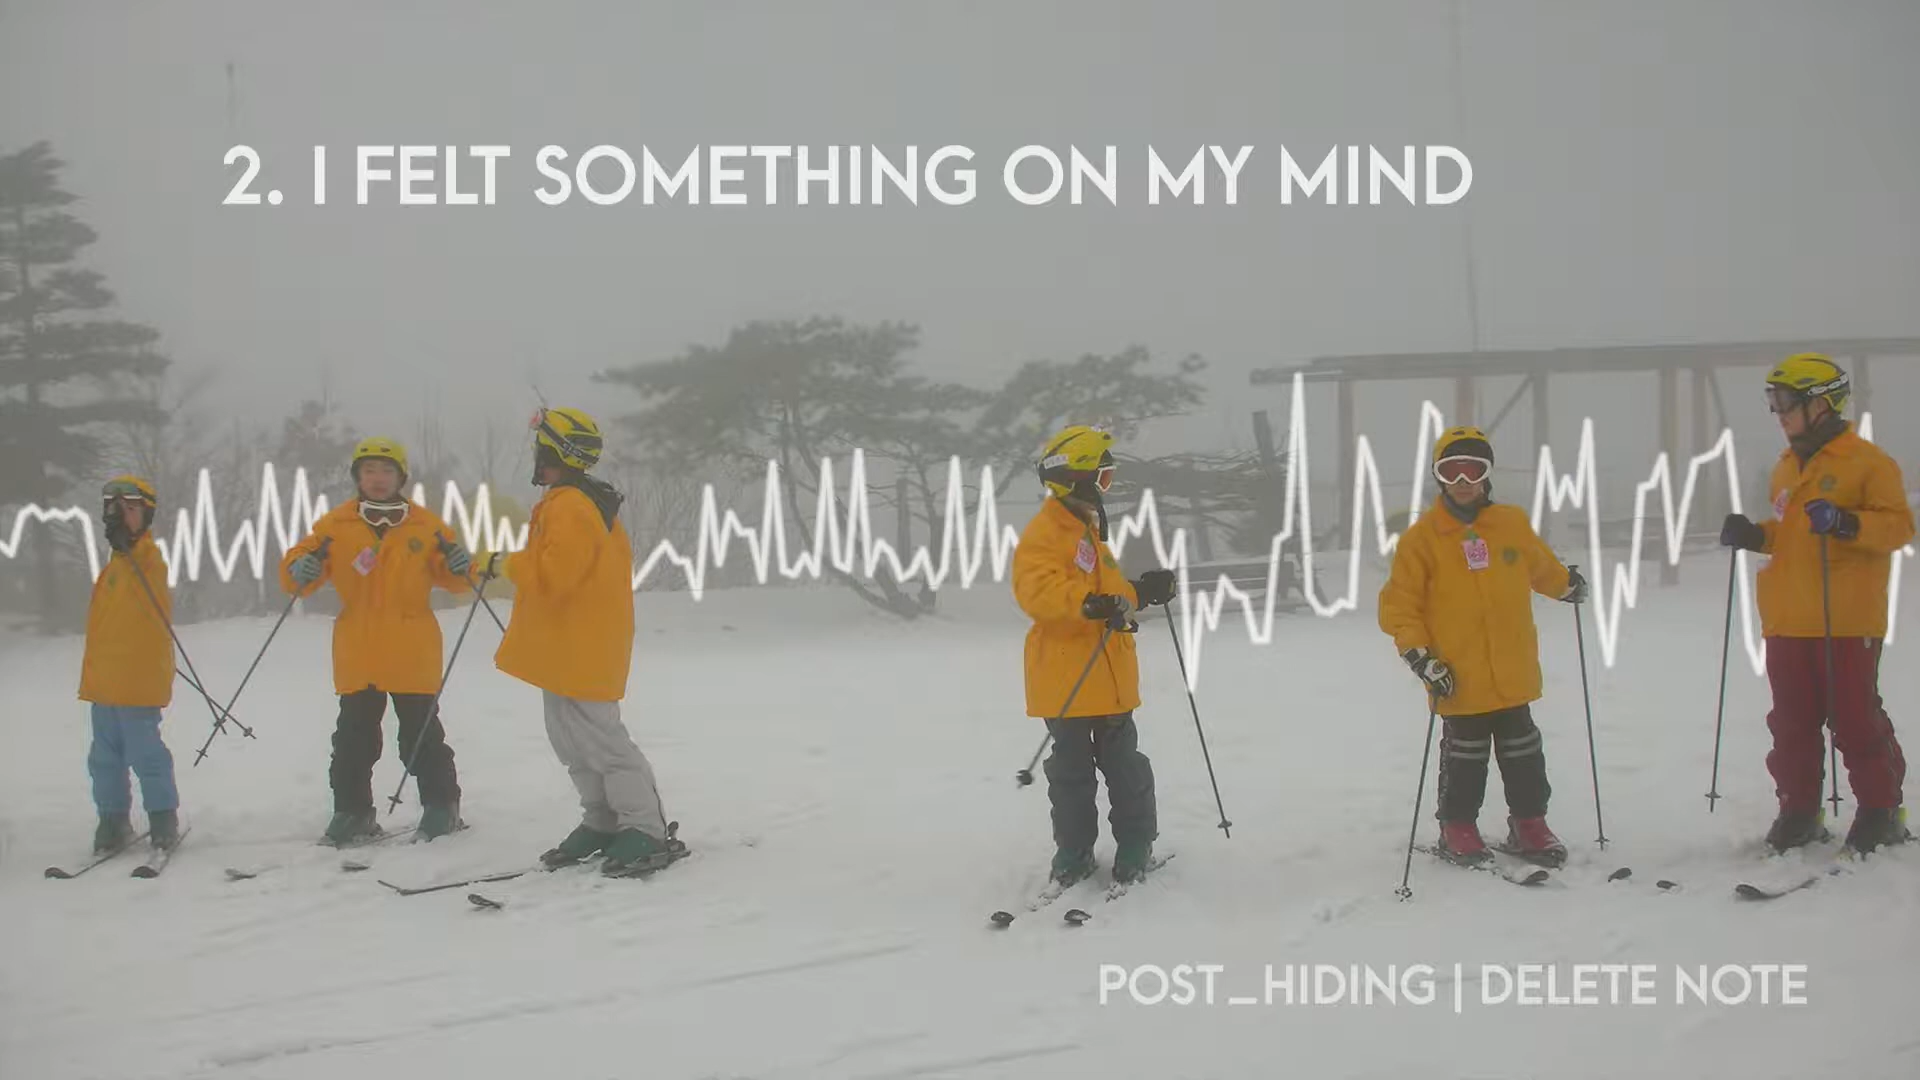 2. I FELT SOMETHING ON MY MIND
POST_HIDING | DELETE NOTE